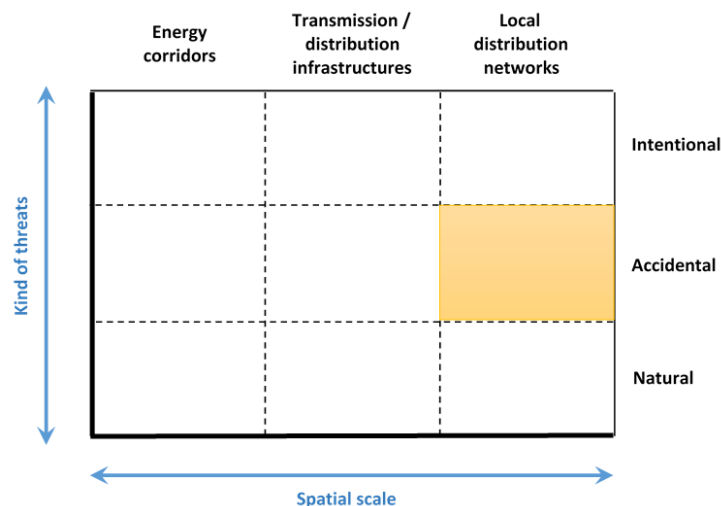 Energy
corridors
Transmission /
distribution
infrastructures
Local
distribution
networks
Intentional
Kind of threats
Accidental
Natural
Spatial scale